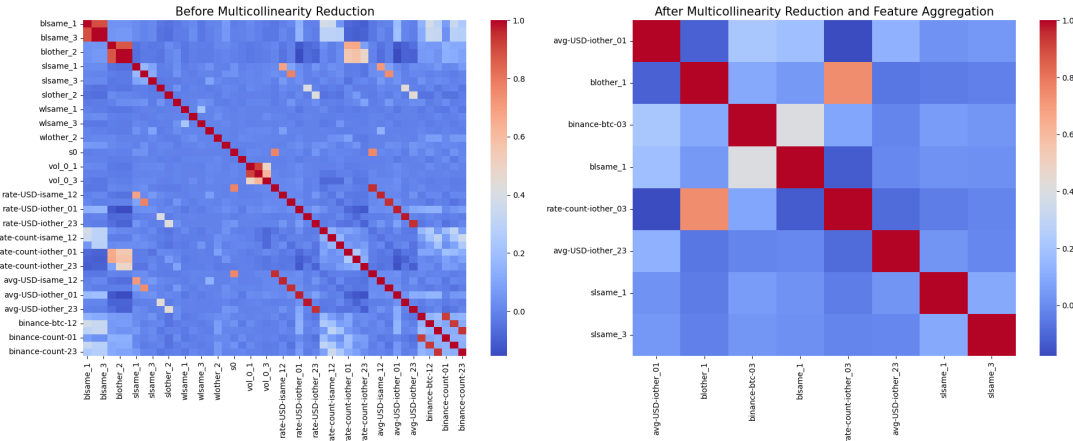 Before Multicollinearity Reduction
blsame_1
blsame_3
blother_2
slsame_1
slsame_3
slother_2
wlsame_1
wlsame_3
wlother_2
s0
vol_0_1
vol_0_3
rate-USD-isame_12
rate-USD-iother_01
rate-USD-iother_23
rate-count-isame_12
rate-count-iother_01
rate-count-iother_23
avg-USD-isame_12
avg-USD-iother_01
avg-USD-iother_23
binance-btc-12
binance-count-01
binance-count-23
blsame_1
blsame_3
blother_2
slsame_1
slsame_3
slother_2
wlsame_1
wlsame_3
wlother_2
s0
vol_0_1
vol_0_3
rate-USD-isame_12
rate-USD-iother_01
rate-USD-iother_23
rate-count-isame_12
rate-count-iother_01
rate-count-iother_23
avg-USD-isame_12
avg-USD-iother_01
avg-USD-iother_23
binance-btc-12
binance-count-01
binance-count-23
1.0
0.8
0.6
0.4
0.2
0.0
After Multicollinearity Reduction and Feature Aggregation
avg-USD-iother_01
blother_1
binance-btc-03
blsame_1
rate-count-iother_03
avg-USD-iother_23
slsame_1
slsame_3
avg-USD-iother_01
blother_1
binance-btc-03
blsame_1
rate-count-iother_03
avg-USD-iother_23
slsame_1
slsame_3
1.0
0.8
0.6
0.4
0.2
0.0